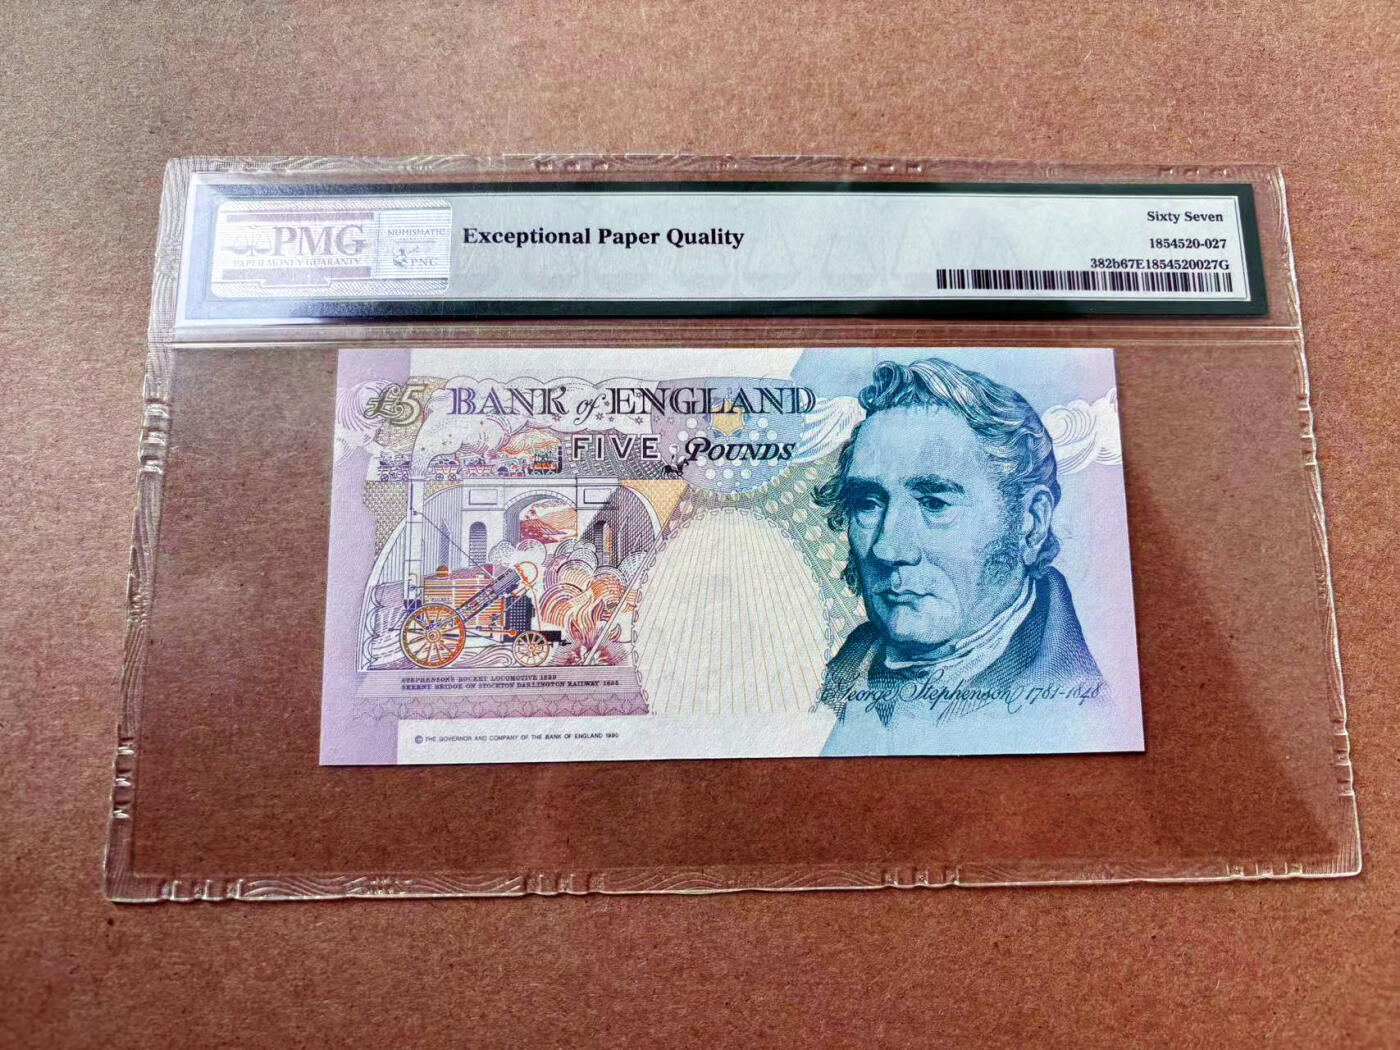 PMG
PAPER MONEY GUARANTY
NUMISMATIC
PNG
Exceptional Paper Quality
Sixty Seven
1854520-027
382b67E1854520027G
£5 BANK of ENGLAND
FIVE POUNDS
STEPHENSON'S ROCKET LOCOMOTIVE 1829
SKERNE BRIDGE ON STOCKTON DARLINGTON RAILWAY 1825
George Stephenson 1781-1848
© THE GOVERNOR AND COMPANY OF THE BANK OF ENGLAND 1990